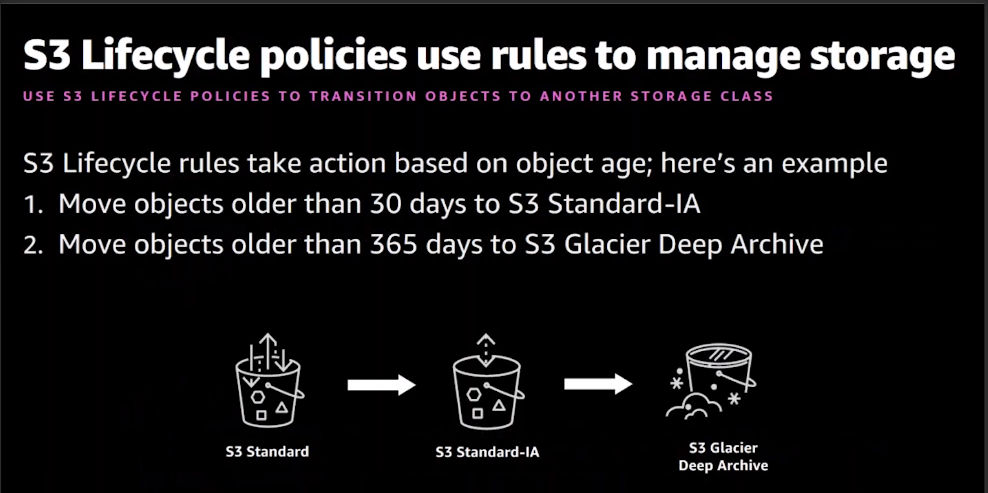 S3 Lifecycle policies use rules to manage storage
USE S3 LIFECYCLE POLICIES TO TRANSITION OBJECTS TO ANOTHER STORAGE CLASS
S3 Lifecycle rules take action based on object age; here’s an example
1. Move objects older than 30 days to S3 Standard-IA
2. Move objects older than 365 days to S3 Glacier Deep Archive
S3 Standard
S3 Standard-IA
S3 Glacier
Deep Archive